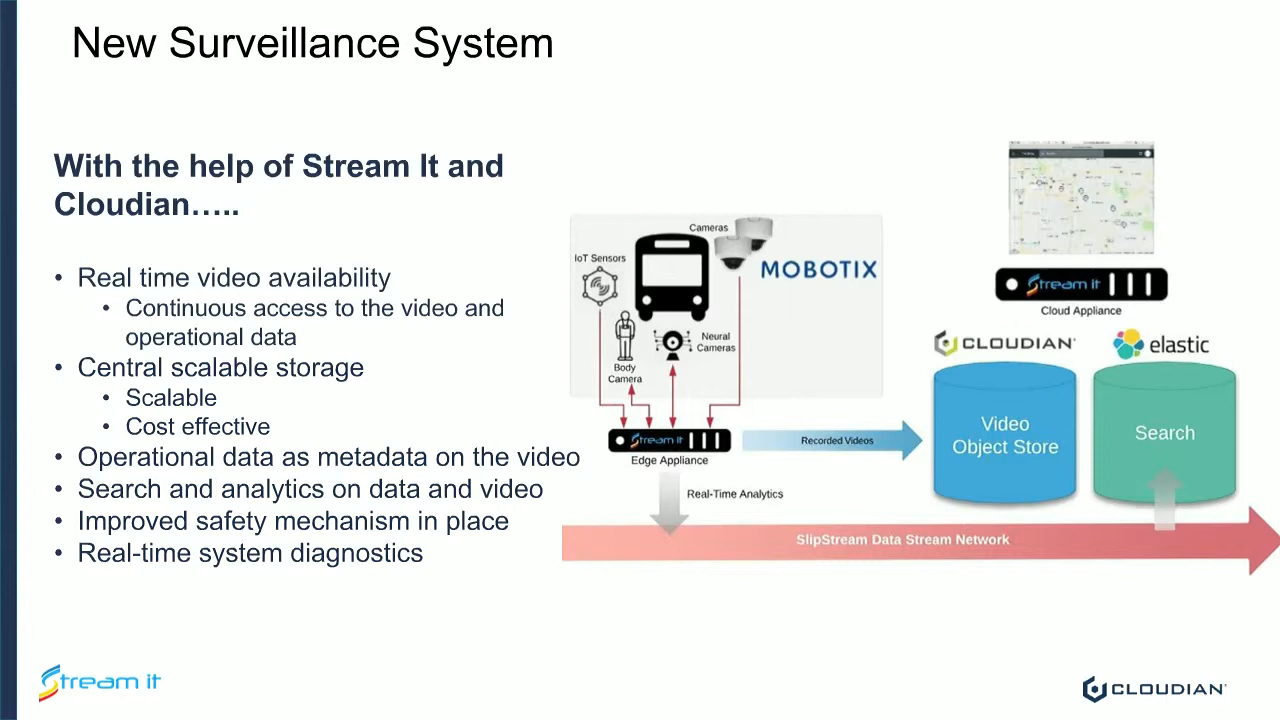 New Surveillance System
With the help of Stream It and
Cloudian…..
• Real time video availability
• Continuous access to the video and
operational data
• Central scalable storage
• Scalable
• Cost effective
• Operational data as metadata on the video
• Search and analytics on data and video
• Improved safety mechanism in place
• Real-time system diagnostics
Cameras
IoT Sensors
MOBOTIX
Neural
Cameras
Body
Camera
Stream it
Edge Appliance
Recorded Videos
Real-Time Analytics
Stream it
Cloud Appliance
CLOUDIAN
elastic
Video
Object Store
Search
SlipStream Data Stream Network
Stream it
CLOUDIAN